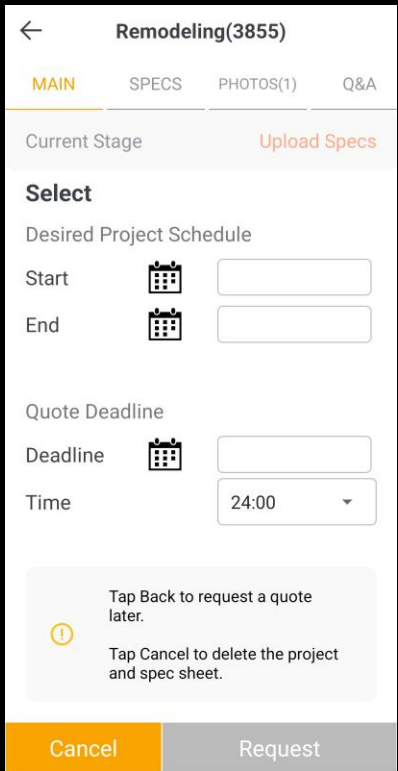 Remodeling(3855)
MAIN SPECS PHOTOS(1) Q&A
Current Stage Upload Specs
Select
Desired Project Schedule
Start
End
Quote Deadline
Deadline
Time 24:00
Tap Back to request a quote
later.
Tap Cancel to delete the project
and spec sheet.
Cancel Request